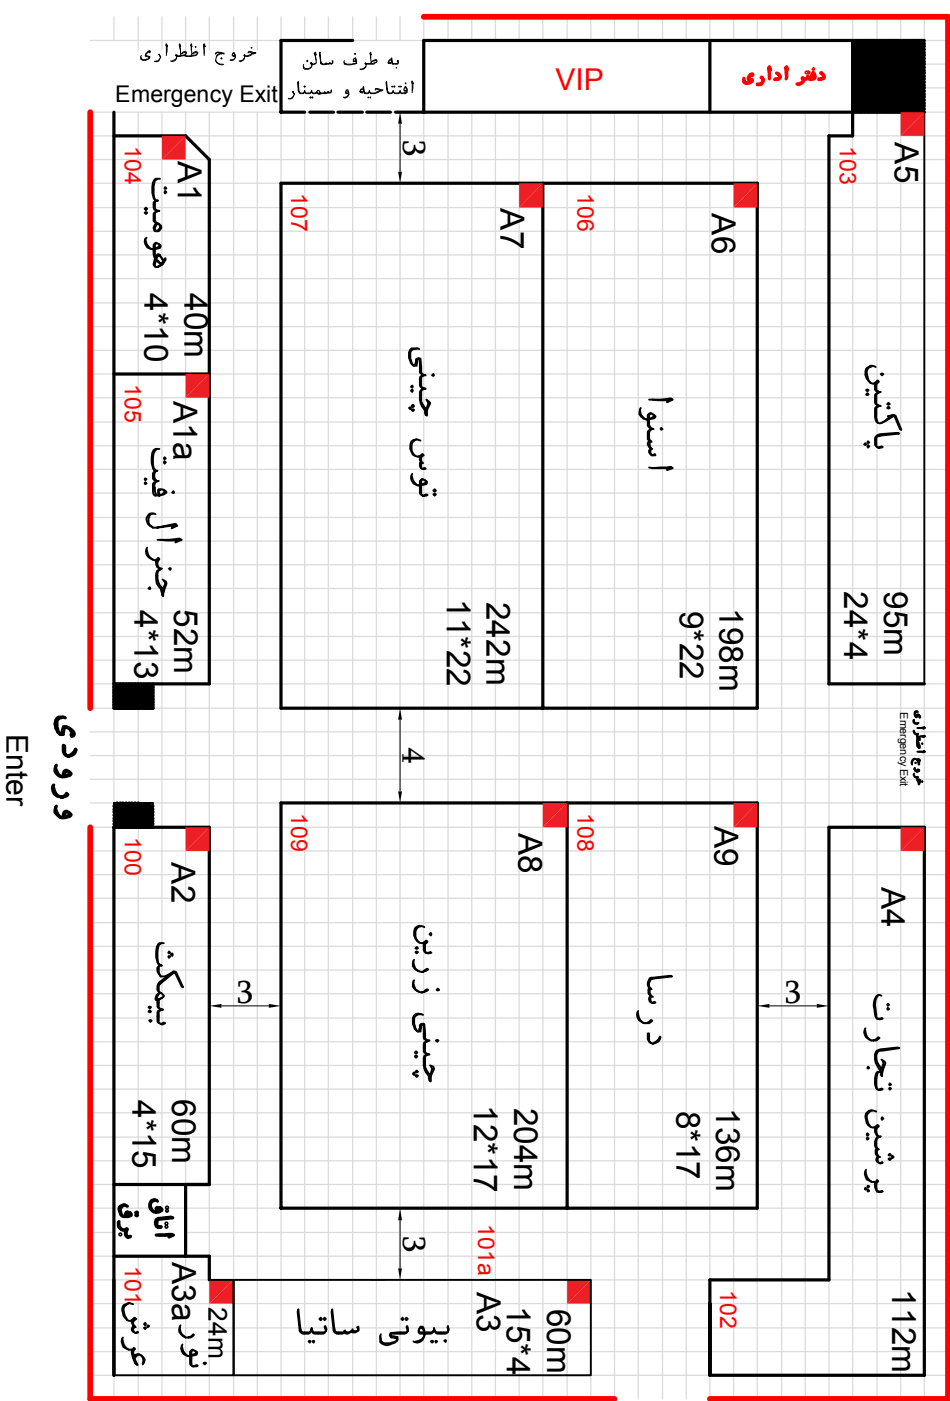 خروج اظطراری
Emergency Exit
به طرف سالن
افتتاحیه و سمینار
VIP
دفتر اداری
A5
103
پاکتین
95m
24*4
A6
106
اسنوا
198m
9*22
A7
107
توس چینی
242m
11*22
3
A1
104
هومیت
40m
4*10
A1a
105
جنرال فیت
52m
4*13
خروج اظطراری
Emergency Exit
4
ورودی
Enter
A4
پرشین تجارت
112m
102
3
A9
108
درسا
136m
8*17
A8
109
چینی زرین
204m
12*17
3
A2
100
بیمکث
60m
4*15
اتاق
برق
3
101a
A3
60m
15*4
بیوتی ساتیا
A3a
24m
101
نور
عرش